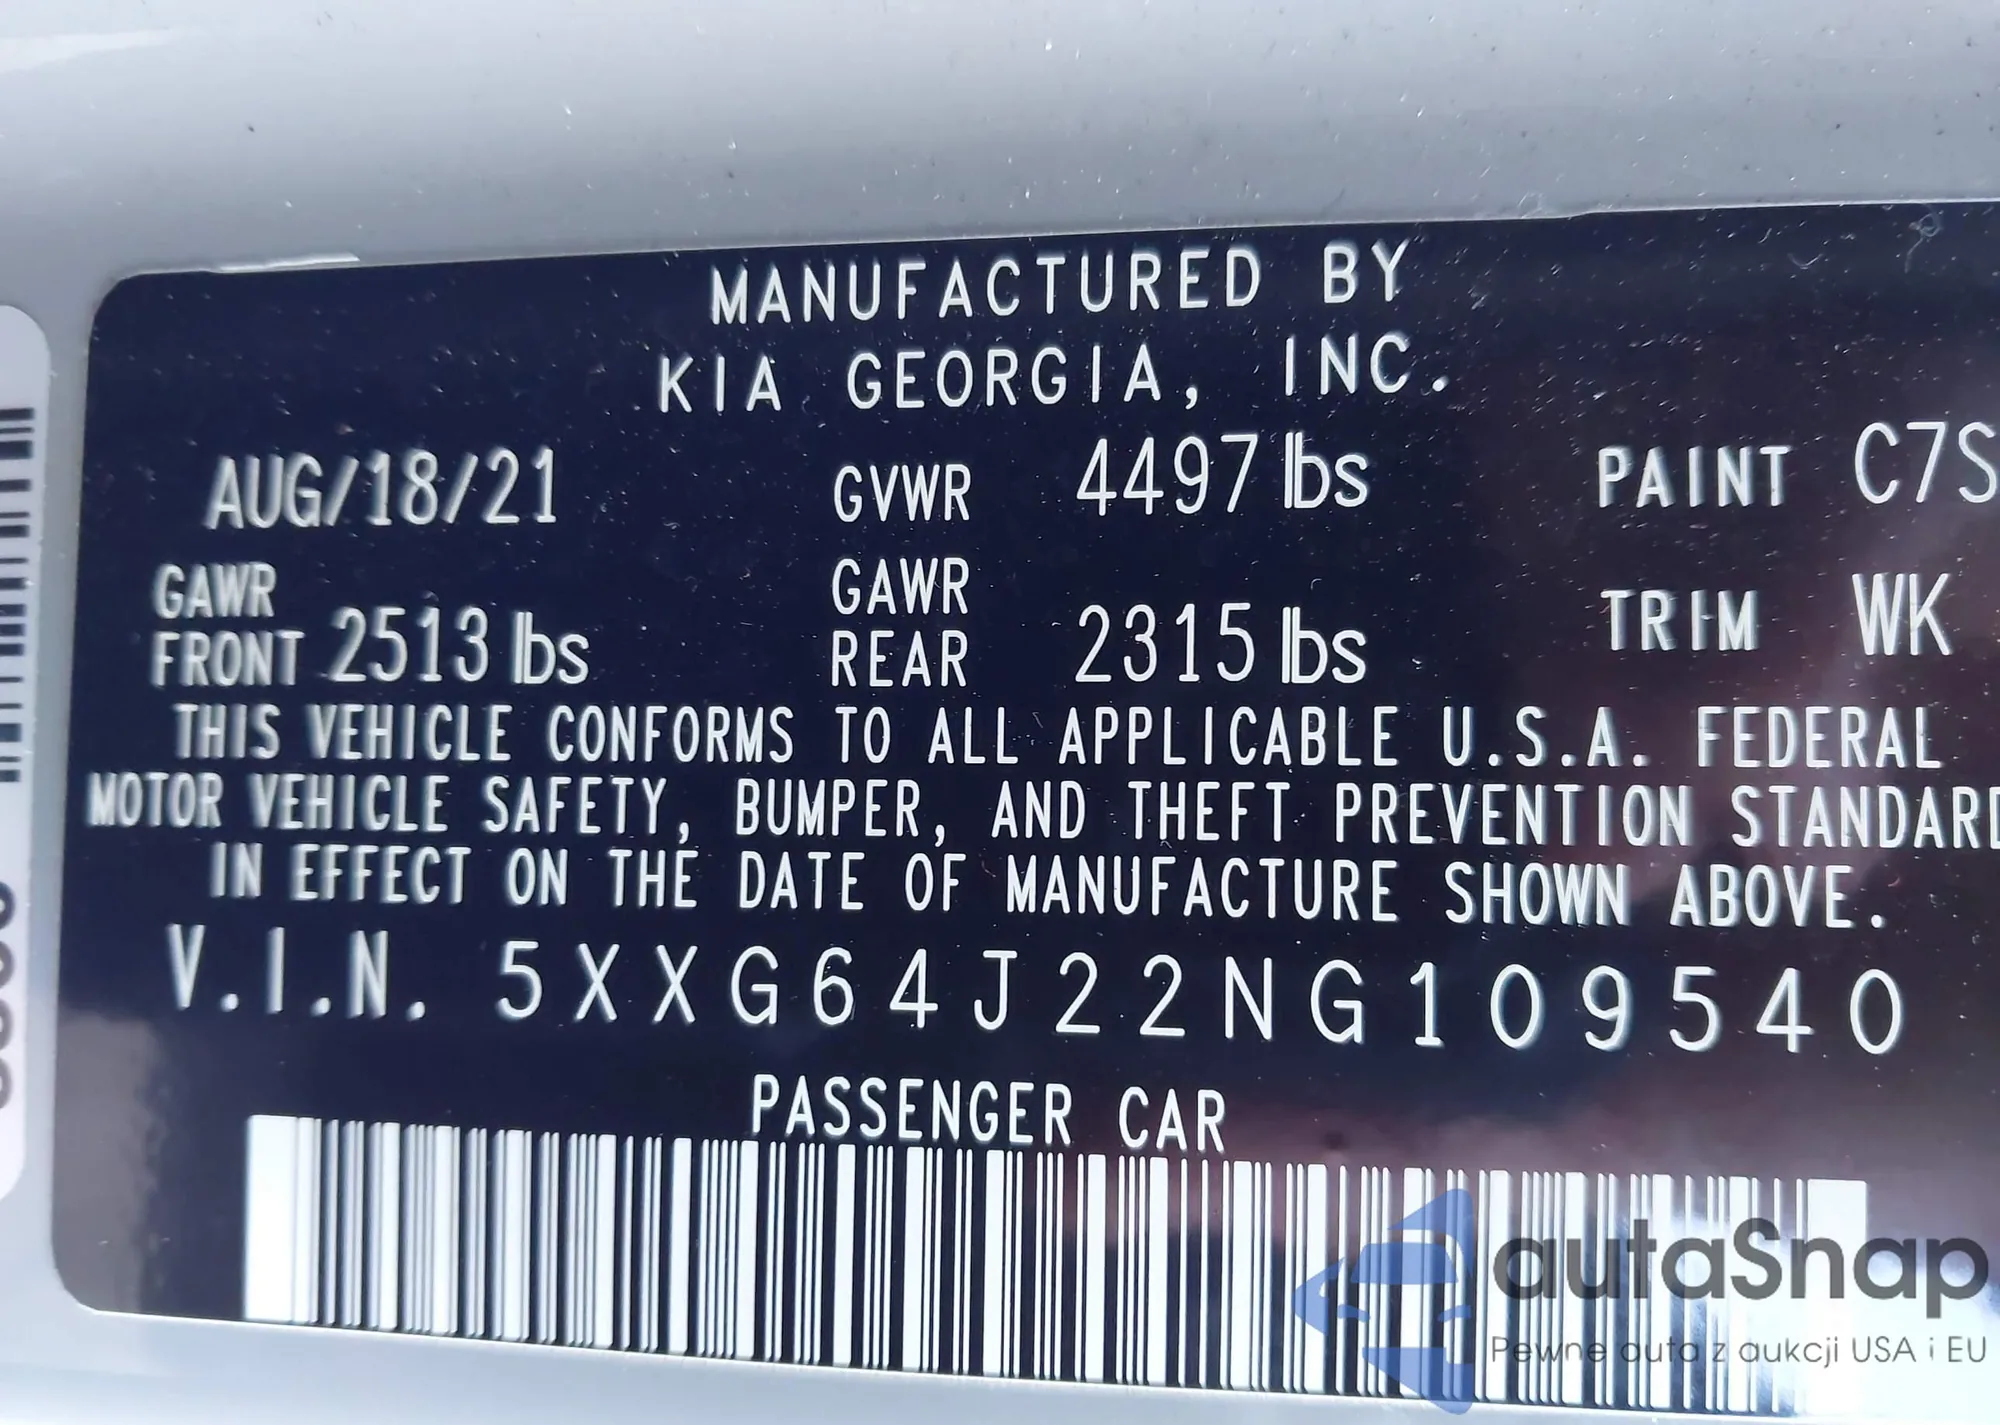 MANUFACTURED BY
KIA GEORGIA, INC.
AUG/18/21 GVWR 4497 lbs PAINT C7S
GAWR FRONT 2513 lbs GAWR REAR 2315 lbs TRIM WK
THIS VEHICLE CONFORMS TO ALL APPLICABLE U.S.A. FEDERAL
MOTOR VEHICLE SAFETY, BUMPER, AND THEFT PREVENTION STANDARD
IN EFFECT ON THE DATE OF MANUFACTURE SHOWN ABOVE.
V.I.N. 5XXG64J22NG109540
PASSENGER CAR
autaSnap
Pewne auta z aukcji USA i EU